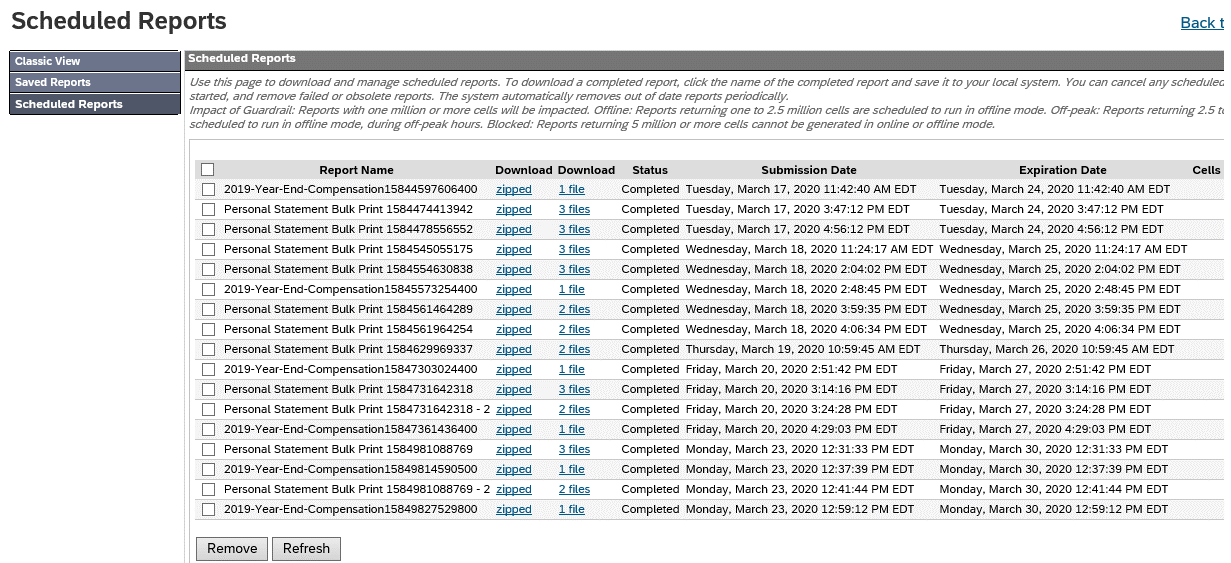 Scheduled Reports
Back t
Classic View
Saved Reports
Scheduled Reports
Scheduled Reports
Use this page to download and manage scheduled reports. To download a completed report, click the name of the completed report and save it to your local system. You can cancel any scheduled
started, and remove failed or obsolete reports. The system automatically removes out of date reports periodically.
Impact of Guardrail: Reports with one million or more cells will be impacted. Offline: Reports returning one to 2.5 million cells are scheduled to run in offline mode. Off-peak: Reports returning 2.5 to
scheduled to run in offline mode, during off-peak hours. Blocked: Reports returning 5 million or more cells cannot be generated in online or offline mode.
Report Name Download Download Status Submission Date Expiration Date Cells
2019-Year-End-Compensation15844597606400 zipped 1 file Completed Tuesday, March 17, 2020 11:42:40 AM EDT Tuesday, March 24, 2020 11:42:40 AM EDT
Personal Statement Bulk Print 1584474413942 zipped 3 files Completed Tuesday, March 17, 2020 3:47:12 PM EDT Tuesday, March 24, 2020 3:47:12 PM EDT
Personal Statement Bulk Print 1584478556552 zipped 3 files Completed Tuesday, March 17, 2020 4:56:12 PM EDT Tuesday, March 24, 2020 4:56:12 PM EDT
Personal Statement Bulk Print 1584545055175 zipped 3 files Completed Wednesday, March 18, 2020 11:24:17 AM EDT Wednesday, March 25, 2020 11:24:17 AM EDT
Personal Statement Bulk Print 1584554630838 zipped 3 files Completed Wednesday, March 18, 2020 2:04:02 PM EDT Wednesday, March 25, 2020 2:04:02 PM EDT
2019-Year-End-Compensation15845573254400 zipped 1 file Completed Wednesday, March 18, 2020 2:48:45 PM EDT Wednesday, March 25, 2020 2:48:45 PM EDT
Personal Statement Bulk Print 1584561464289 zipped 2 files Completed Wednesday, March 18, 2020 3:59:35 PM EDT Wednesday, March 25, 2020 3:59:35 PM EDT
Personal Statement Bulk Print 1584561964254 zipped 2 files Completed Wednesday, March 18, 2020 4:06:34 PM EDT Wednesday, March 25, 2020 4:06:34 PM EDT
Personal Statement Bulk Print 1584629969337 zipped 2 files Completed Thursday, March 19, 2020 10:59:45 AM EDT Thursday, March 26, 2020 10:59:45 AM EDT
2019-Year-End-Compensation15847303024400 zipped 1 file Completed Friday, March 20, 2020 2:51:42 PM EDT Friday, March 27, 2020 2:51:42 PM EDT
Personal Statement Bulk Print 1584731642318 zipped 3 files Completed Friday, March 20, 2020 3:14:16 PM EDT Friday, March 27, 2020 3:14:16 PM EDT
Personal Statement Bulk Print 1584731642318 - 2 zipped 2 files Completed Friday, March 20, 2020 3:24:28 PM EDT Friday, March 27, 2020 3:24:28 PM EDT
2019-Year-End-Compensation15847361436400 zipped 1 file Completed Friday, March 20, 2020 4:29:03 PM EDT Friday, March 27, 2020 4:29:03 PM EDT
Personal Statement Bulk Print 1584981088769 zipped 3 files Completed Monday, March 23, 2020 12:31:33 PM EDT Monday, March 30, 2020 12:31:33 PM EDT
2019-Year-End-Compensation15849814590500 zipped 1 file Completed Monday, March 23, 2020 12:37:39 PM EDT Monday, March 30, 2020 12:37:39 PM EDT
Personal Statement Bulk Print 1584981088769 - 2 zipped 2 files Completed Monday, March 23, 2020 12:41:44 PM EDT Monday, March 30, 2020 12:41:44 PM EDT
2019-Year-End-Compensation15849827529800 zipped 1 file Completed Monday, March 23, 2020 12:59:12 PM EDT Monday, March 30, 2020 12:59:12 PM EDT
Remove Refresh